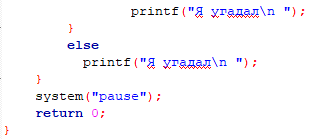 printf("Я угадал\n ");
}
else
printf("Я угадал\n ");
}
system("pause");
return 0;
}